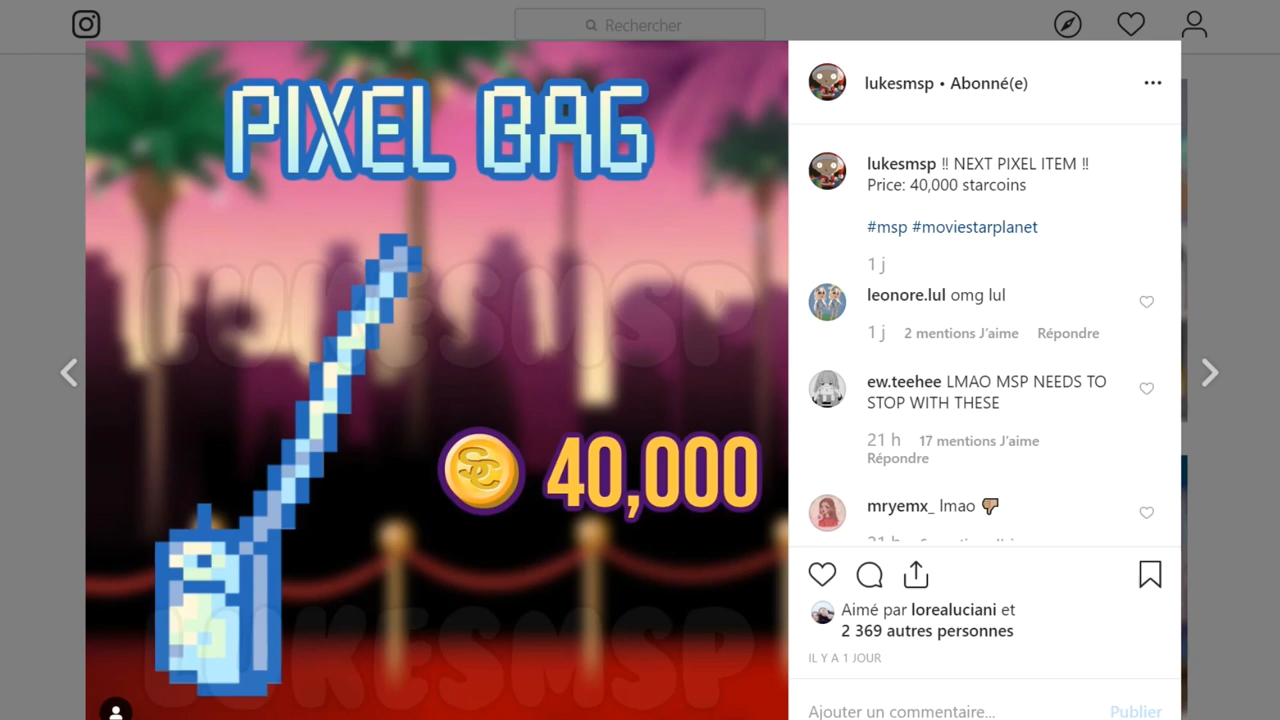 Rechercher
PIXEL BAG
LUKESMSP
40,000
LUKESMSP
lukesmsp • Abonné(e)
lukesmsp ‼ NEXT PIXEL ITEM ‼
Price: 40,000 starcoins
#msp #moviestarplanet
1 j
leonore.lul omg lul
1 j 2 mentions J’aime Répondre
ew.teehee LMAO MSP NEEDS TO
STOP WITH THESE
21 h 17 mentions J’aime
Répondre
mryemx_ lmao 👎🏽
Aimé par lorealuciani et
2 369 autres personnes
IL Y A 1 JOUR
Ajouter un commentaire...
Publier